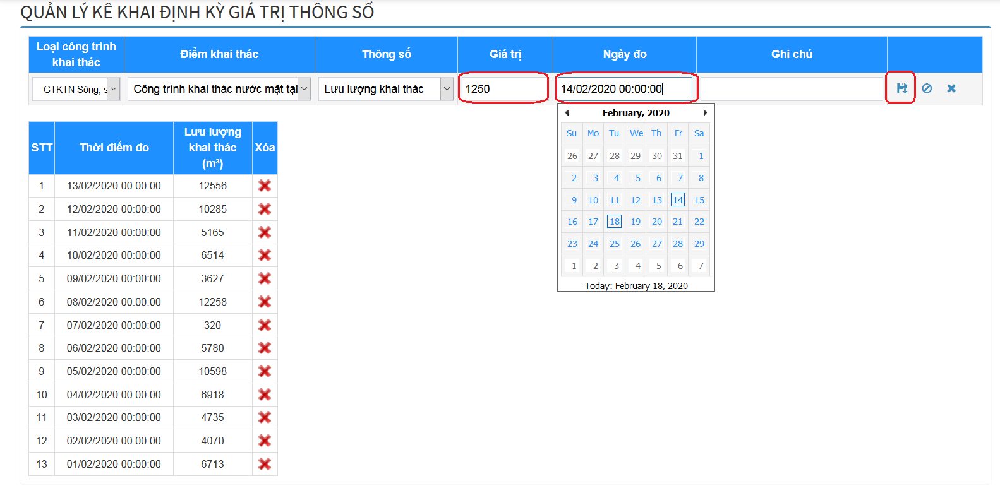 QUẢN LÝ KÊ KHAI ĐỊNH KỲ GIÁ TRỊ THÔNG SỐ
Loại công trình
khai thác
Điểm khai thác
Thông số
Giá trị
Ngày đo
Ghi chú
CTKTN Sông, s
Công trình khai thác nước mặt tại
Lưu lượng khai thác
1250
14/02/2020 00:00:00
February, 2020
Su Mo Tu We Th Fr Sa
26 27 28 29 30 31 1
2 3 4 5 6 7 8
9 10 11 12 13 14 15
16 17 18 19 20 21 22
23 24 25 26 27 28 29
1 2 3 4 5 6 7
Today: February 18, 2020
STT
Thời điểm đo
Lưu lượng
khai thác
(m³)
Xóa
1 13/02/2020 00:00:00 12556
2 12/02/2020 00:00:00 10285
3 11/02/2020 00:00:00 5165
4 10/02/2020 00:00:00 6514
5 09/02/2020 00:00:00 3627
6 08/02/2020 00:00:00 12258
7 07/02/2020 00:00:00 320
8 06/02/2020 00:00:00 5780
9 05/02/2020 00:00:00 10598
10 04/02/2020 00:00:00 6918
11 03/02/2020 00:00:00 4735
12 02/02/2020 00:00:00 4070
13 01/02/2020 00:00:00 6713